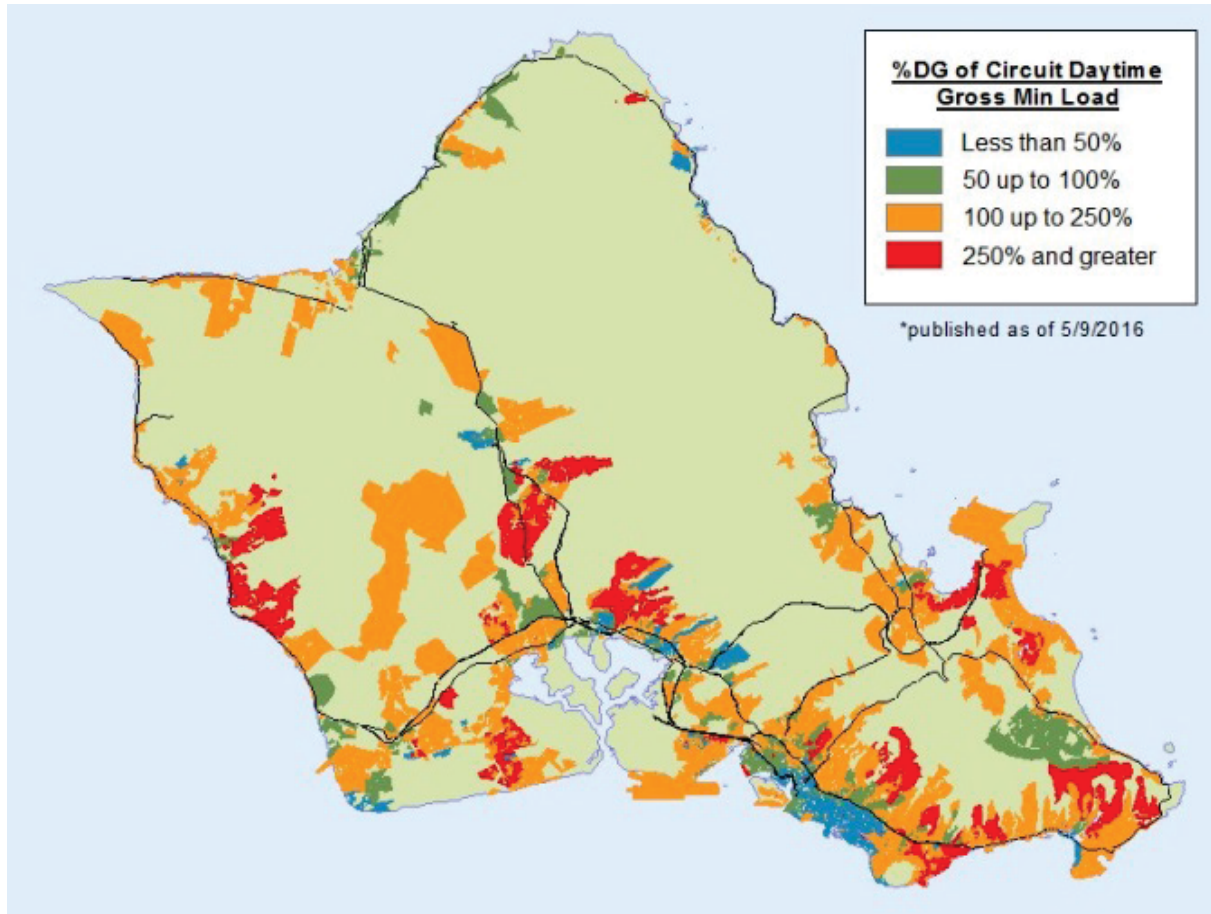 %DG of Circuit Daytime
Gross Min Load
Less than 50%
50 up to 100%
100 up to 250%
250% and greater
*published as of 5/9/2016